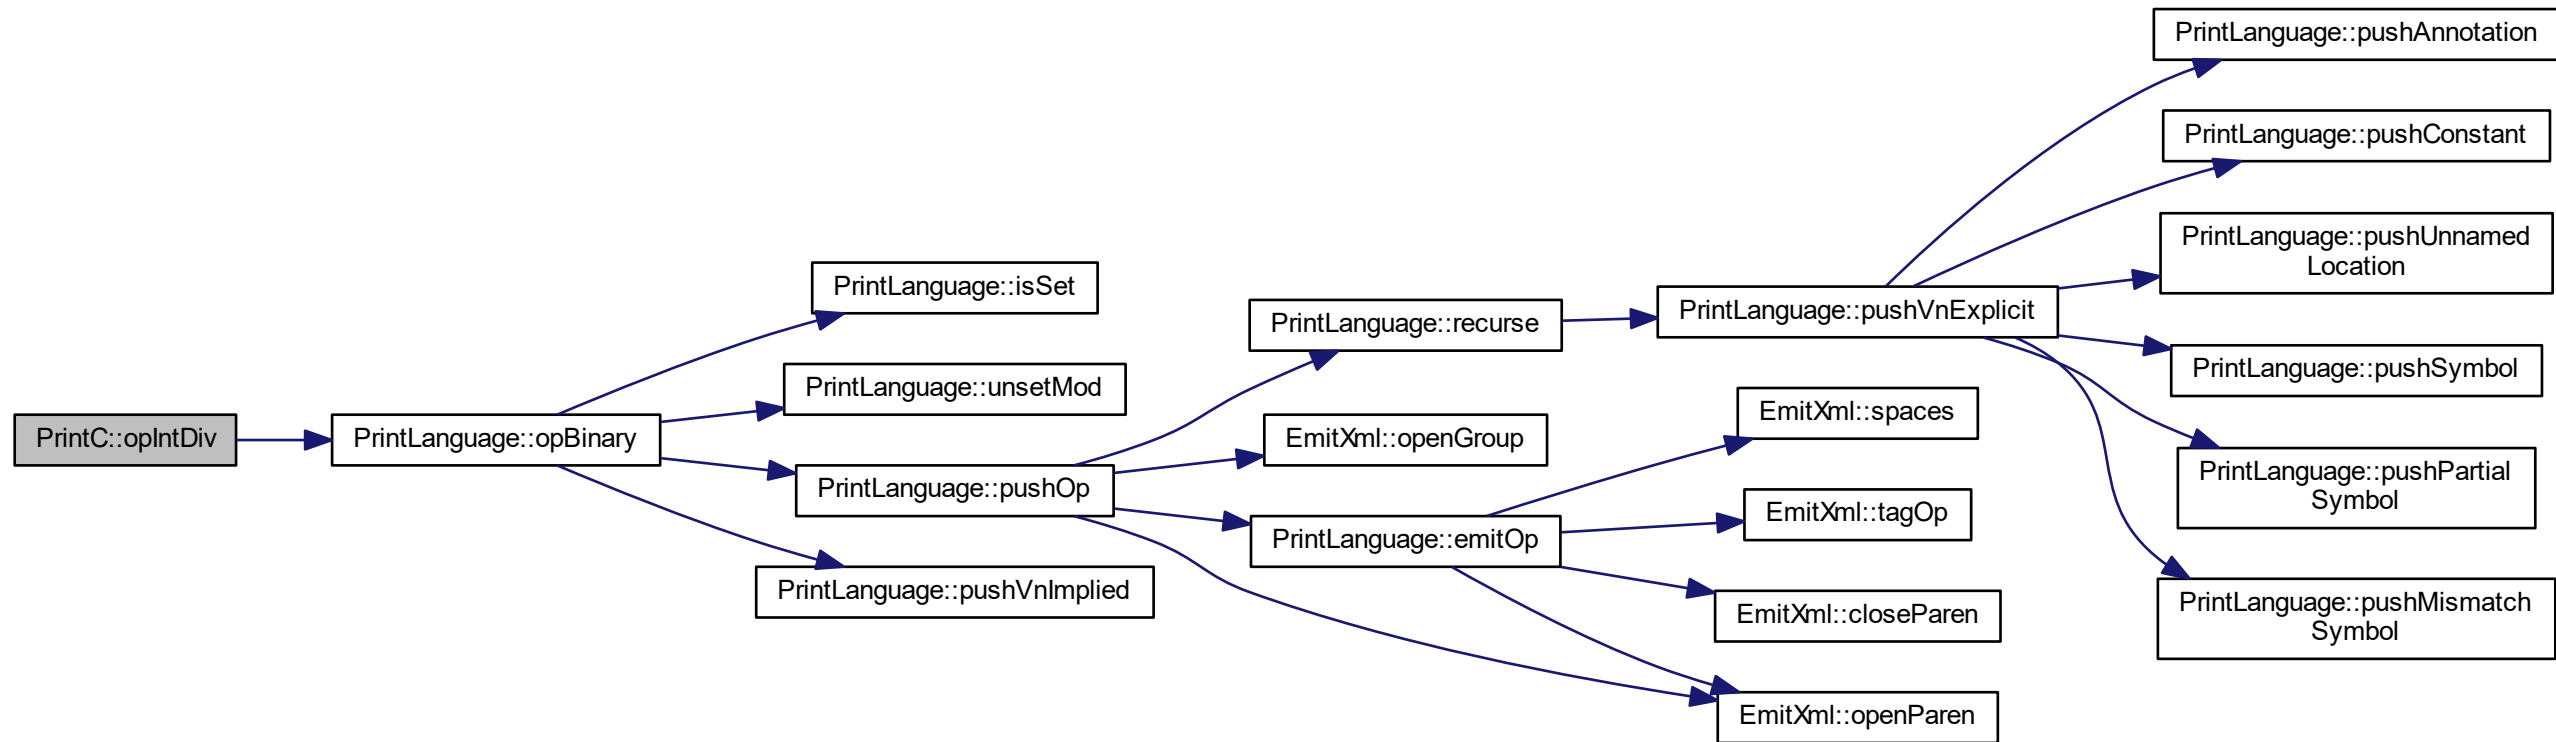 PrintC::opIntDiv
PrintLanguage::opBinary
PrintLanguage::isSet
PrintLanguage::unsetMod
PrintLanguage::pushOp
PrintLanguage::pushVnImplied
PrintLanguage::recurse
EmitXml::openGroup
PrintLanguage::emitOp
PrintLanguage::pushVnExplicit
EmitXml::spaces
EmitXml::tagOp
EmitXml::closeParen
EmitXml::openParen
PrintLanguage::pushAnnotation
PrintLanguage::pushConstant
PrintLanguage::pushUnnamed
Location
PrintLanguage::pushSymbol
PrintLanguage::pushPartial
Symbol
PrintLanguage::pushMismatch
Symbol